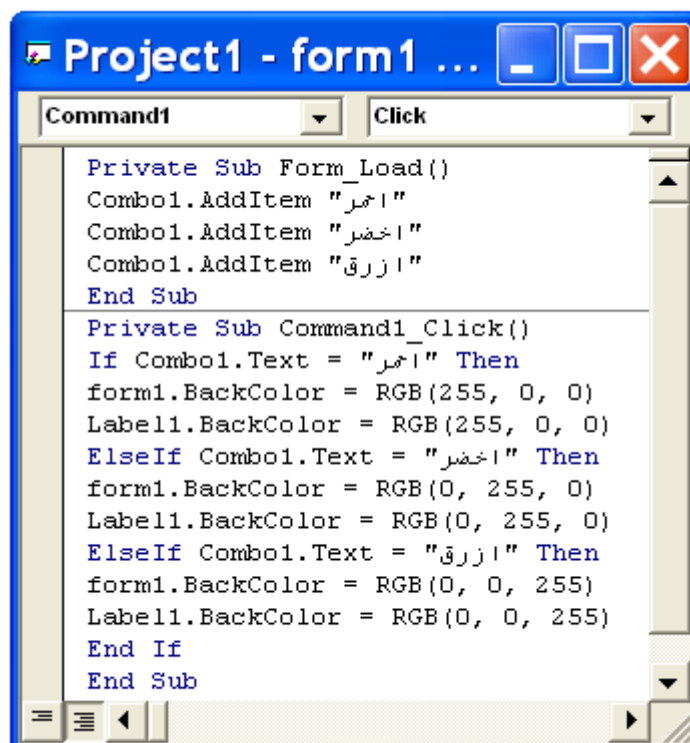 Project1 - form1 ...
Command1 Click
Private Sub Form_Load()
Combo1.AddItem "احمر"
Combo1.AddItem "اخضر"
Combo1.AddItem "ازرق"
End Sub
Private Sub Command1_Click()
If Combo1.Text = "احمر" Then
form1.BackColor = RGB(255, 0, 0)
Label1.BackColor = RGB(255, 0, 0)
ElseIf Combo1.Text = "اخضر" Then
form1.BackColor = RGB(0, 255, 0)
Label1.BackColor = RGB(0, 255, 0)
ElseIf Combo1.Text = "ازرق" Then
form1.BackColor = RGB(0, 0, 255)
Label1.BackColor = RGB(0, 0, 255)
End If
End Sub